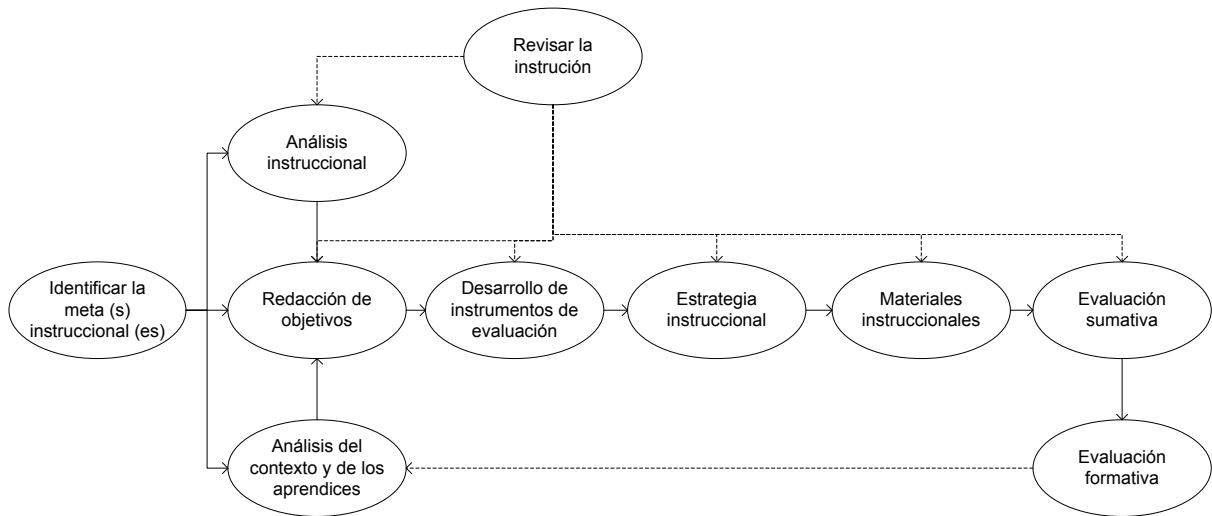 Revisar la
instrución
Análisis
instruccional
Identificar la
meta (s)
instruccional (es)
Redacción de
objetivos
Desarrollo de
instrumentos de
evaluación
Estrategia
instruccional
Materiales
instruccionales
Evaluación
sumativa
Análisis del
contexto y de los
aprendices
Evaluación
formativa